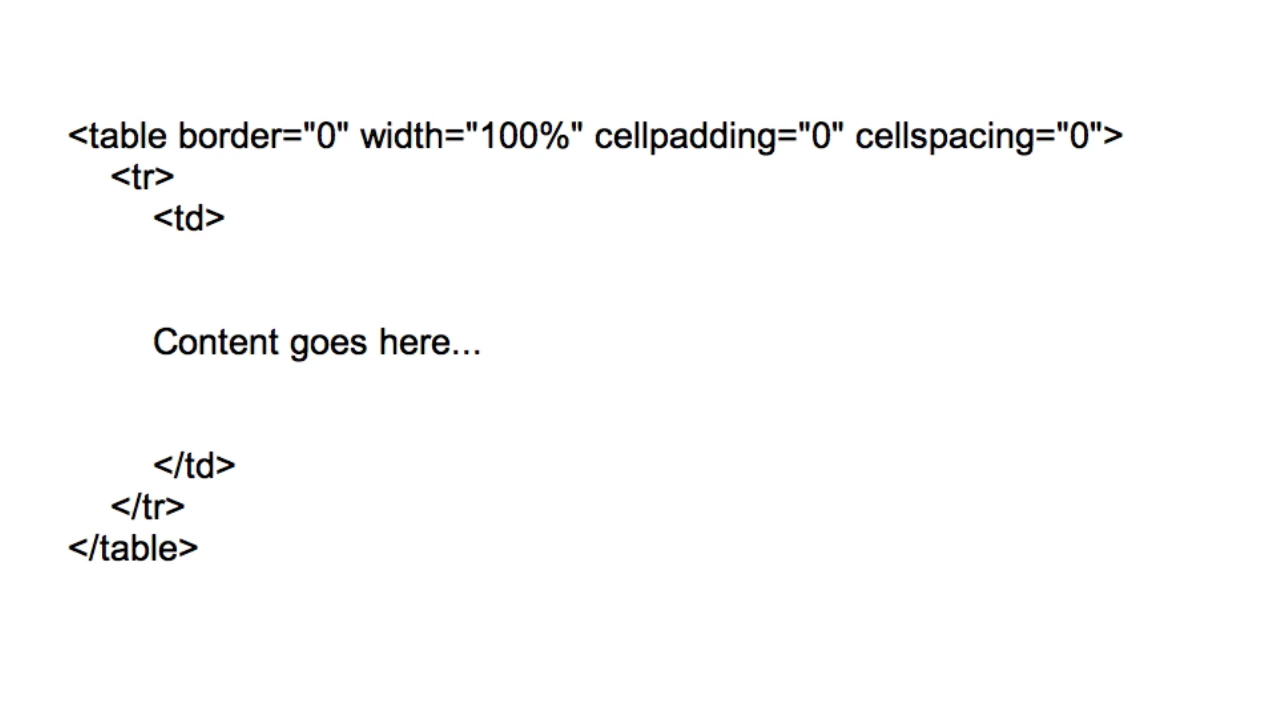 <table border="0" width="100%" cellpadding="0" cellspacing="0">
<tr>
<td>
Content goes here...
</td>
</tr>
</table>